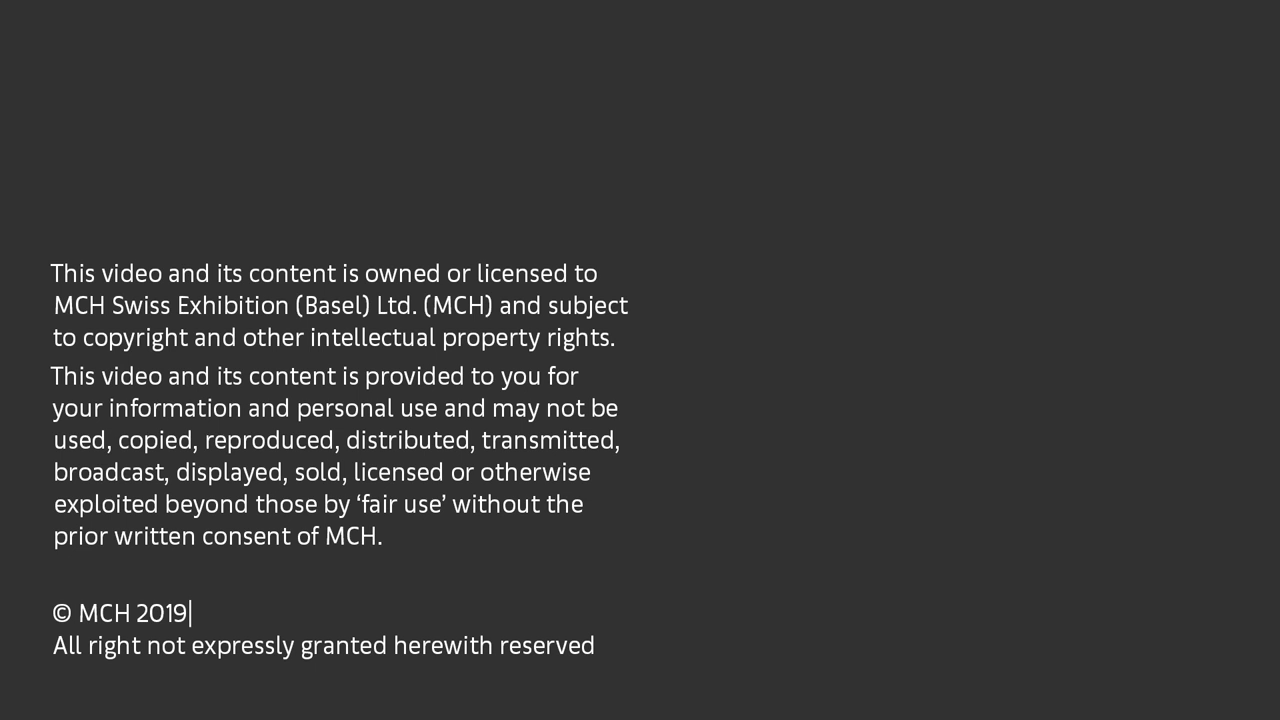 This video and its content is owned or licensed to
MCH Swiss Exhibition (Basel) Ltd. (MCH) and subject
to copyright and other intellectual property rights.
This video and its content is provided to you for
your information and personal use and may not be
used, copied, reproduced, distributed, transmitted,
broadcast, displayed, sold, licensed or otherwise
exploited beyond those by ‘fair use’ without the
prior written consent of MCH.
© MCH 2019|
All right not expressly granted herewith reserved